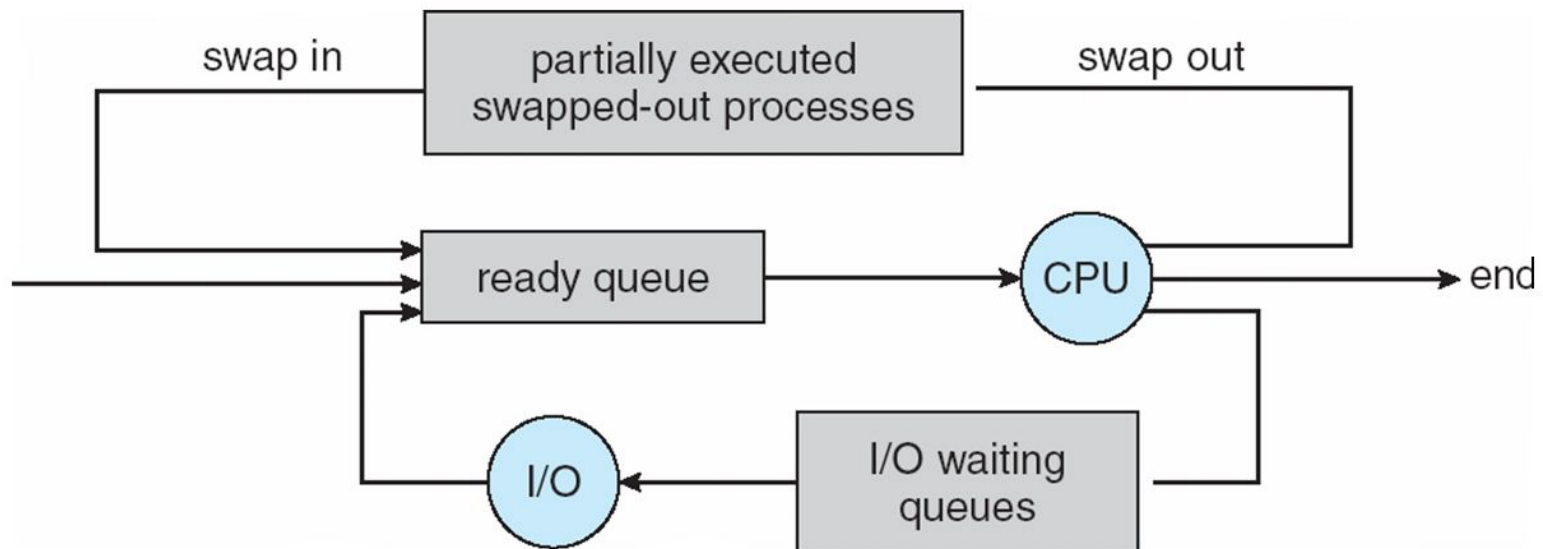 swap in
partially executed
swapped-out processes
swap out
ready queue
CPU
end
I/O
I/O waiting
queues